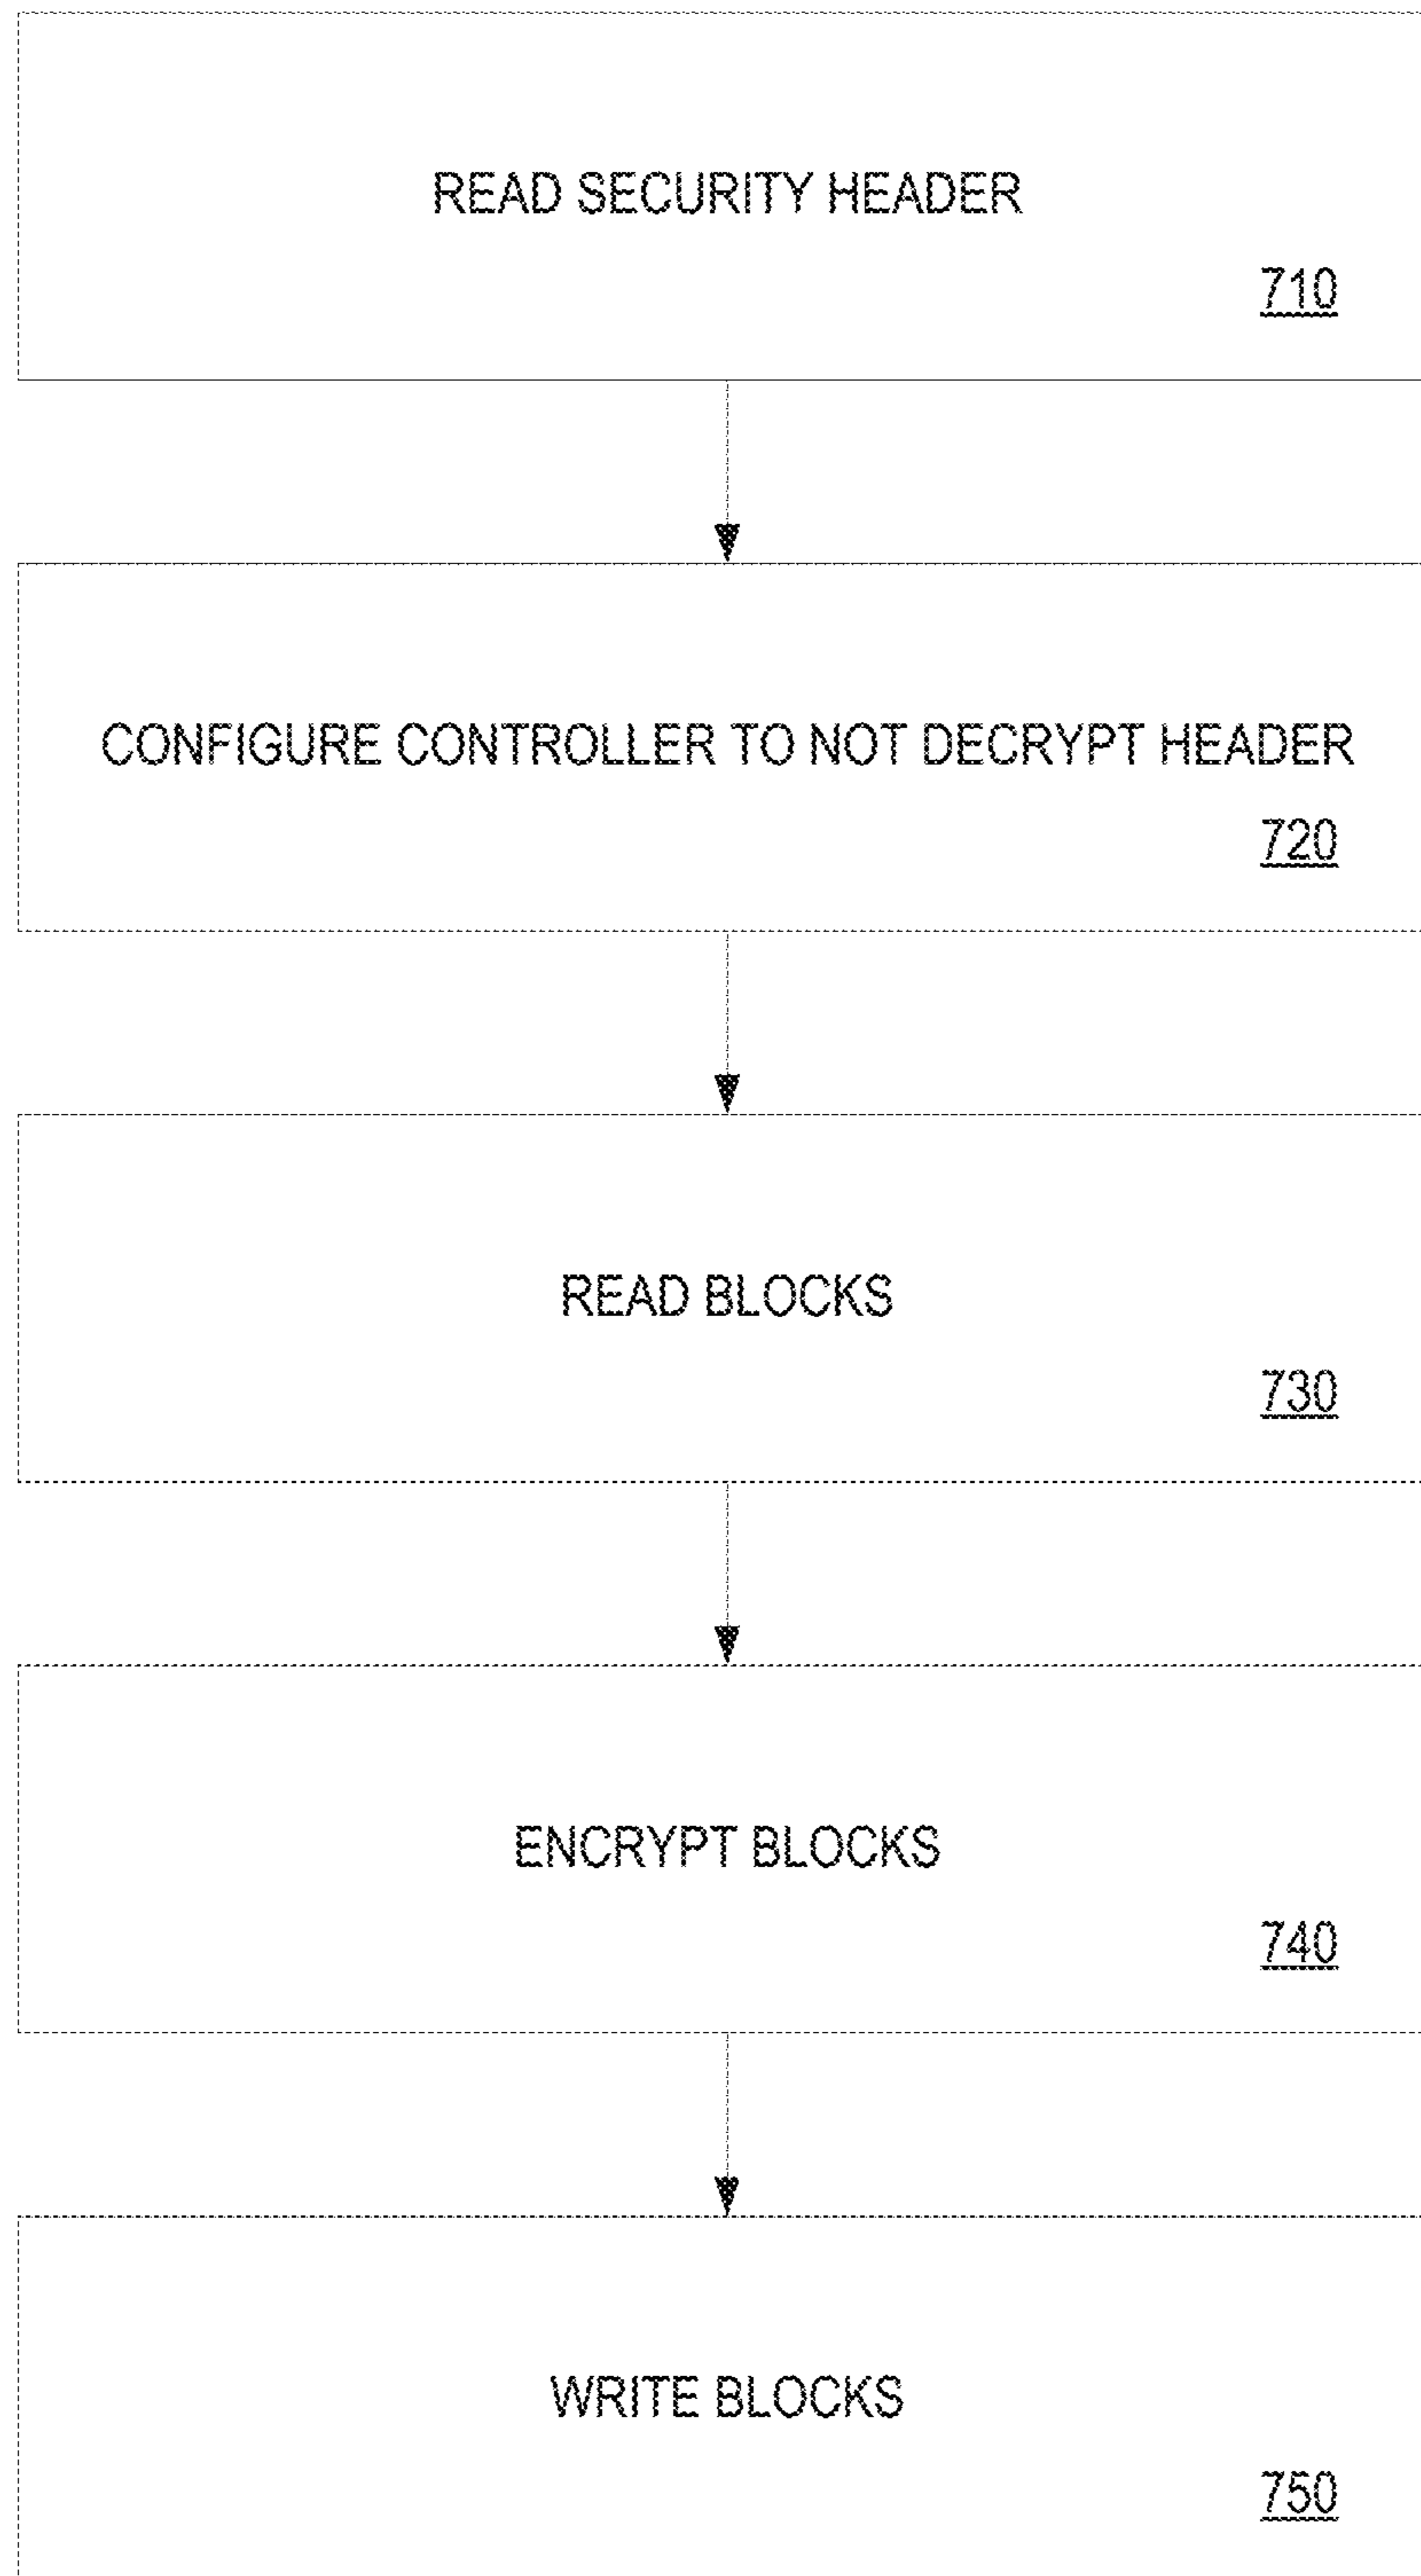 READ SECURITY HEADER
710
CONFIGURE CONTROLLER TO NOT DECRYPT HEADER
720
READ BLOCKS
730
ENCRYPT BLOCKS
740
WRITE BLOCKS
750